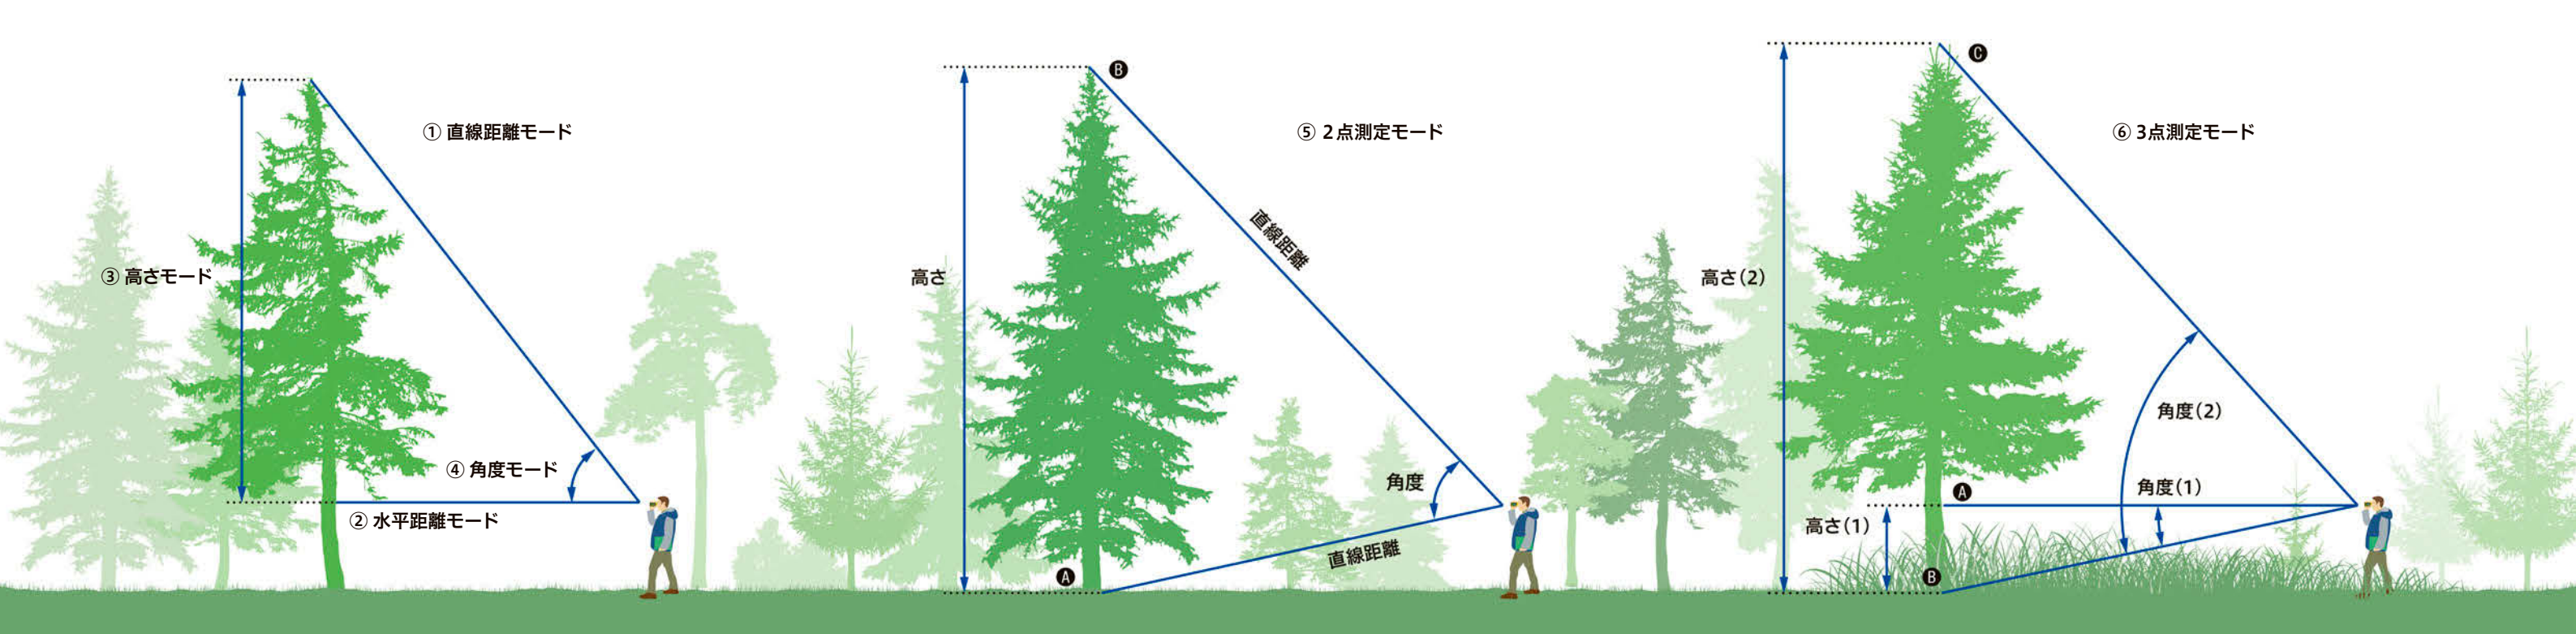 ① 直線距離モード
③ 高さモード
④ 角度モード
② 水平距離モード
B
⑤ 2点測定モード
直線距離
高さ
角度
直線距離
A
C
⑥ 3点測定モード
高さ(2)
角度(2)
角度(1)
A
高さ(1)
B